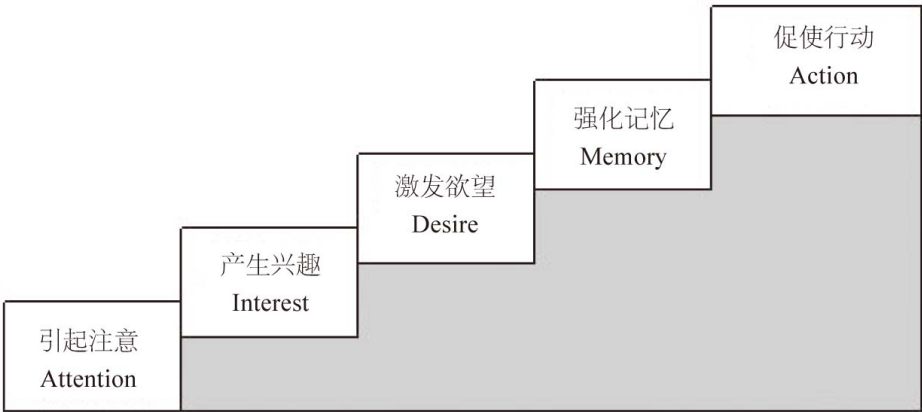 促使行动
Action
强化记忆
Memory
激发欲望
Desire
产生兴趣
Interest
引起注意
Attention